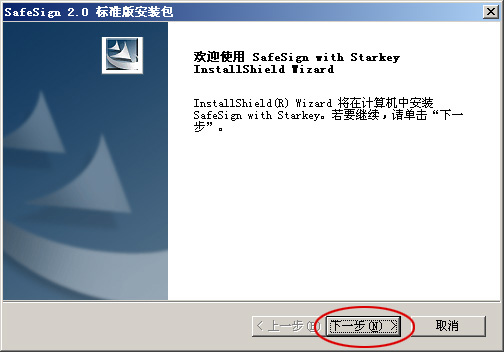 SafeSign 2.0 标准版安装包
欢迎使用 SafeSign with Starkey
InstallShield Wizard
InstallShield(R) Wizard 将在计算机中安装
SafeSign with Starkey。若要继续，请单击“下一
步”。
< 上一步(B) 下一步(N) > 取消